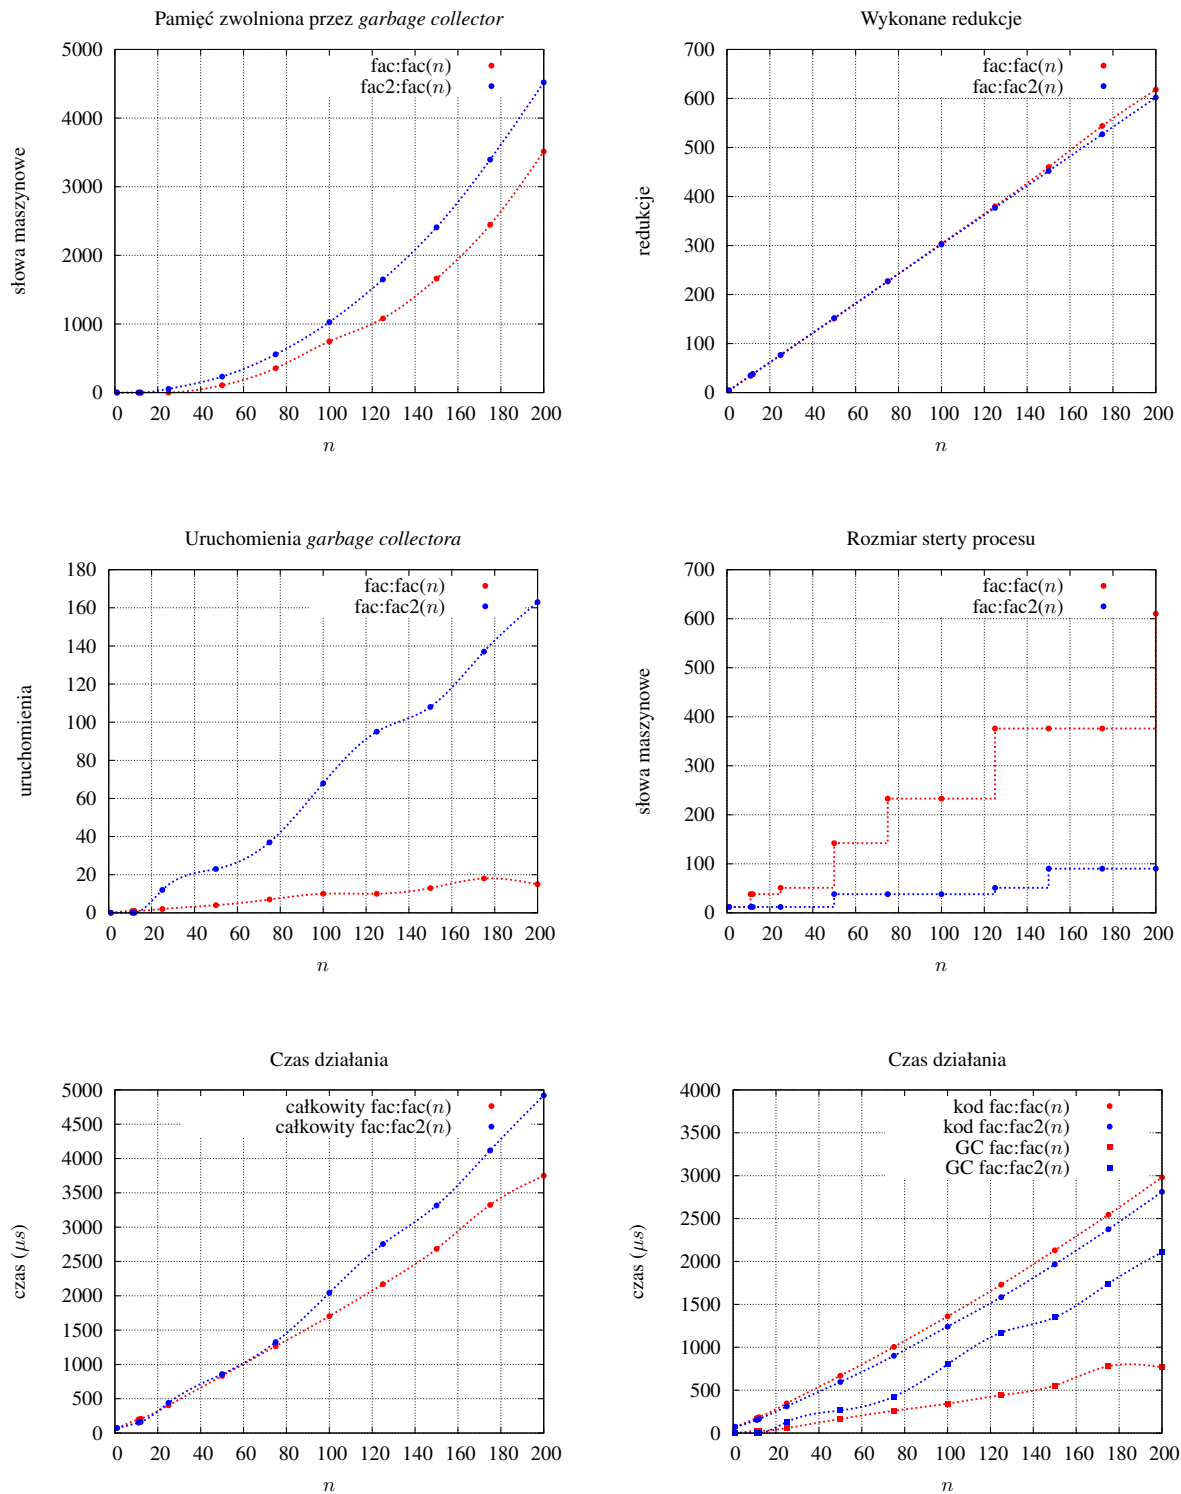 Pamięć zwolniona przez garbage collector
5000
4000
3000
2000
1000
0
0 20 40 60 80 100 120 140 160 180 200
słowa maszynowe
n
fac:fac(n)
fac2:fac(n)
Wykonane redukcje
700
600
500
400
300
200
100
0
0 20 40 60 80 100 120 140 160 180 200
redukcje
n
fac:fac(n)
fac:fac2(n)
Uruchomienia garbage collectora
180
160
140
120
100
80
60
40
20
0
0 20 40 60 80 100 120 140 160 180 200
uruchomienia
n
fac:fac(n)
fac:fac2(n)
Rozmiar sterty procesu
700
600
500
400
300
200
100
0
0 20 40 60 80 100 120 140 160 180 200
słowa maszynowe
n
fac:fac(n)
fac:fac2(n)
Czas działania
5000
4500
4000
3500
3000
2500
2000
1500
1000
500
0
0 20 40 60 80 100 120 140 160 180 200
czas (μs)
n
całkowity fac:fac(n)
całkowity fac:fac2(n)
Czas działania
4000
3500
3000
2500
2000
1500
1000
500
0
0 20 40 60 80 100 120 140 160 180 200
czas (μs)
n
kod fac:fac(n)
kod fac:fac2(n)
GC fac:fac(n)
GC fac:fac2(n)